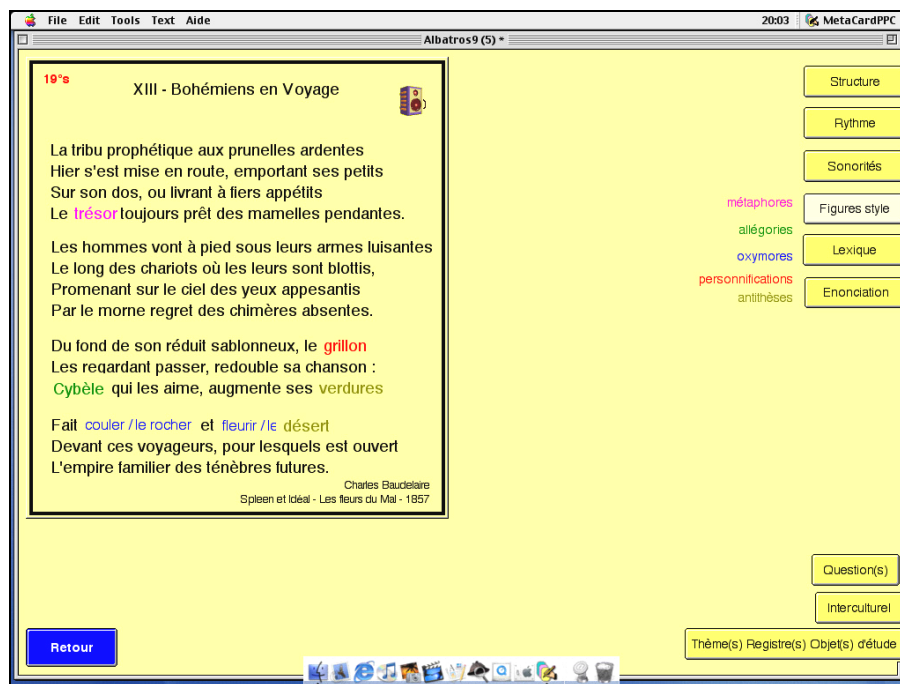 File Edit Tools Text Aide
20:03 MetaCardPPC
Albatros9 (5) *
19°s
XIII - Bohémiens en Voyage
La tribu prophétique aux prunelles ardentes
Hier s'est mise en route, emportant ses petits
Sur son dos, ou livrant à fiers appétits
Le trésor toujours prêt des mamelles pendantes.
Les hommes vont à pied sous leurs armes luisantes
Le long des chariots où les leurs sont blottis,
Promenant sur le ciel des yeux appesantis
Par le morne regret des chimères absentes.
Du fond de son réduit sablonneux, le grillon
Les regardant passer, redouble sa chanson :
Cybèle qui les aime, augmente ses verdures
Fait couler / le rocher et fleurir / le désert
Devant ces voyageurs, pour lesquels est ouvert
L'empire familier des ténèbres futures.
Charles Baudelaire
Spleen et Idéal - Les fleurs du Mal - 1857
métaphores
allégories
oxymores
personnifications
antithèses
Structure
Rythme
Sonorités
Figures style
Lexique
Enonciation
Question(s)
Interculturel
Thème(s) Registre(s) Objet(s) d'étude
Retour